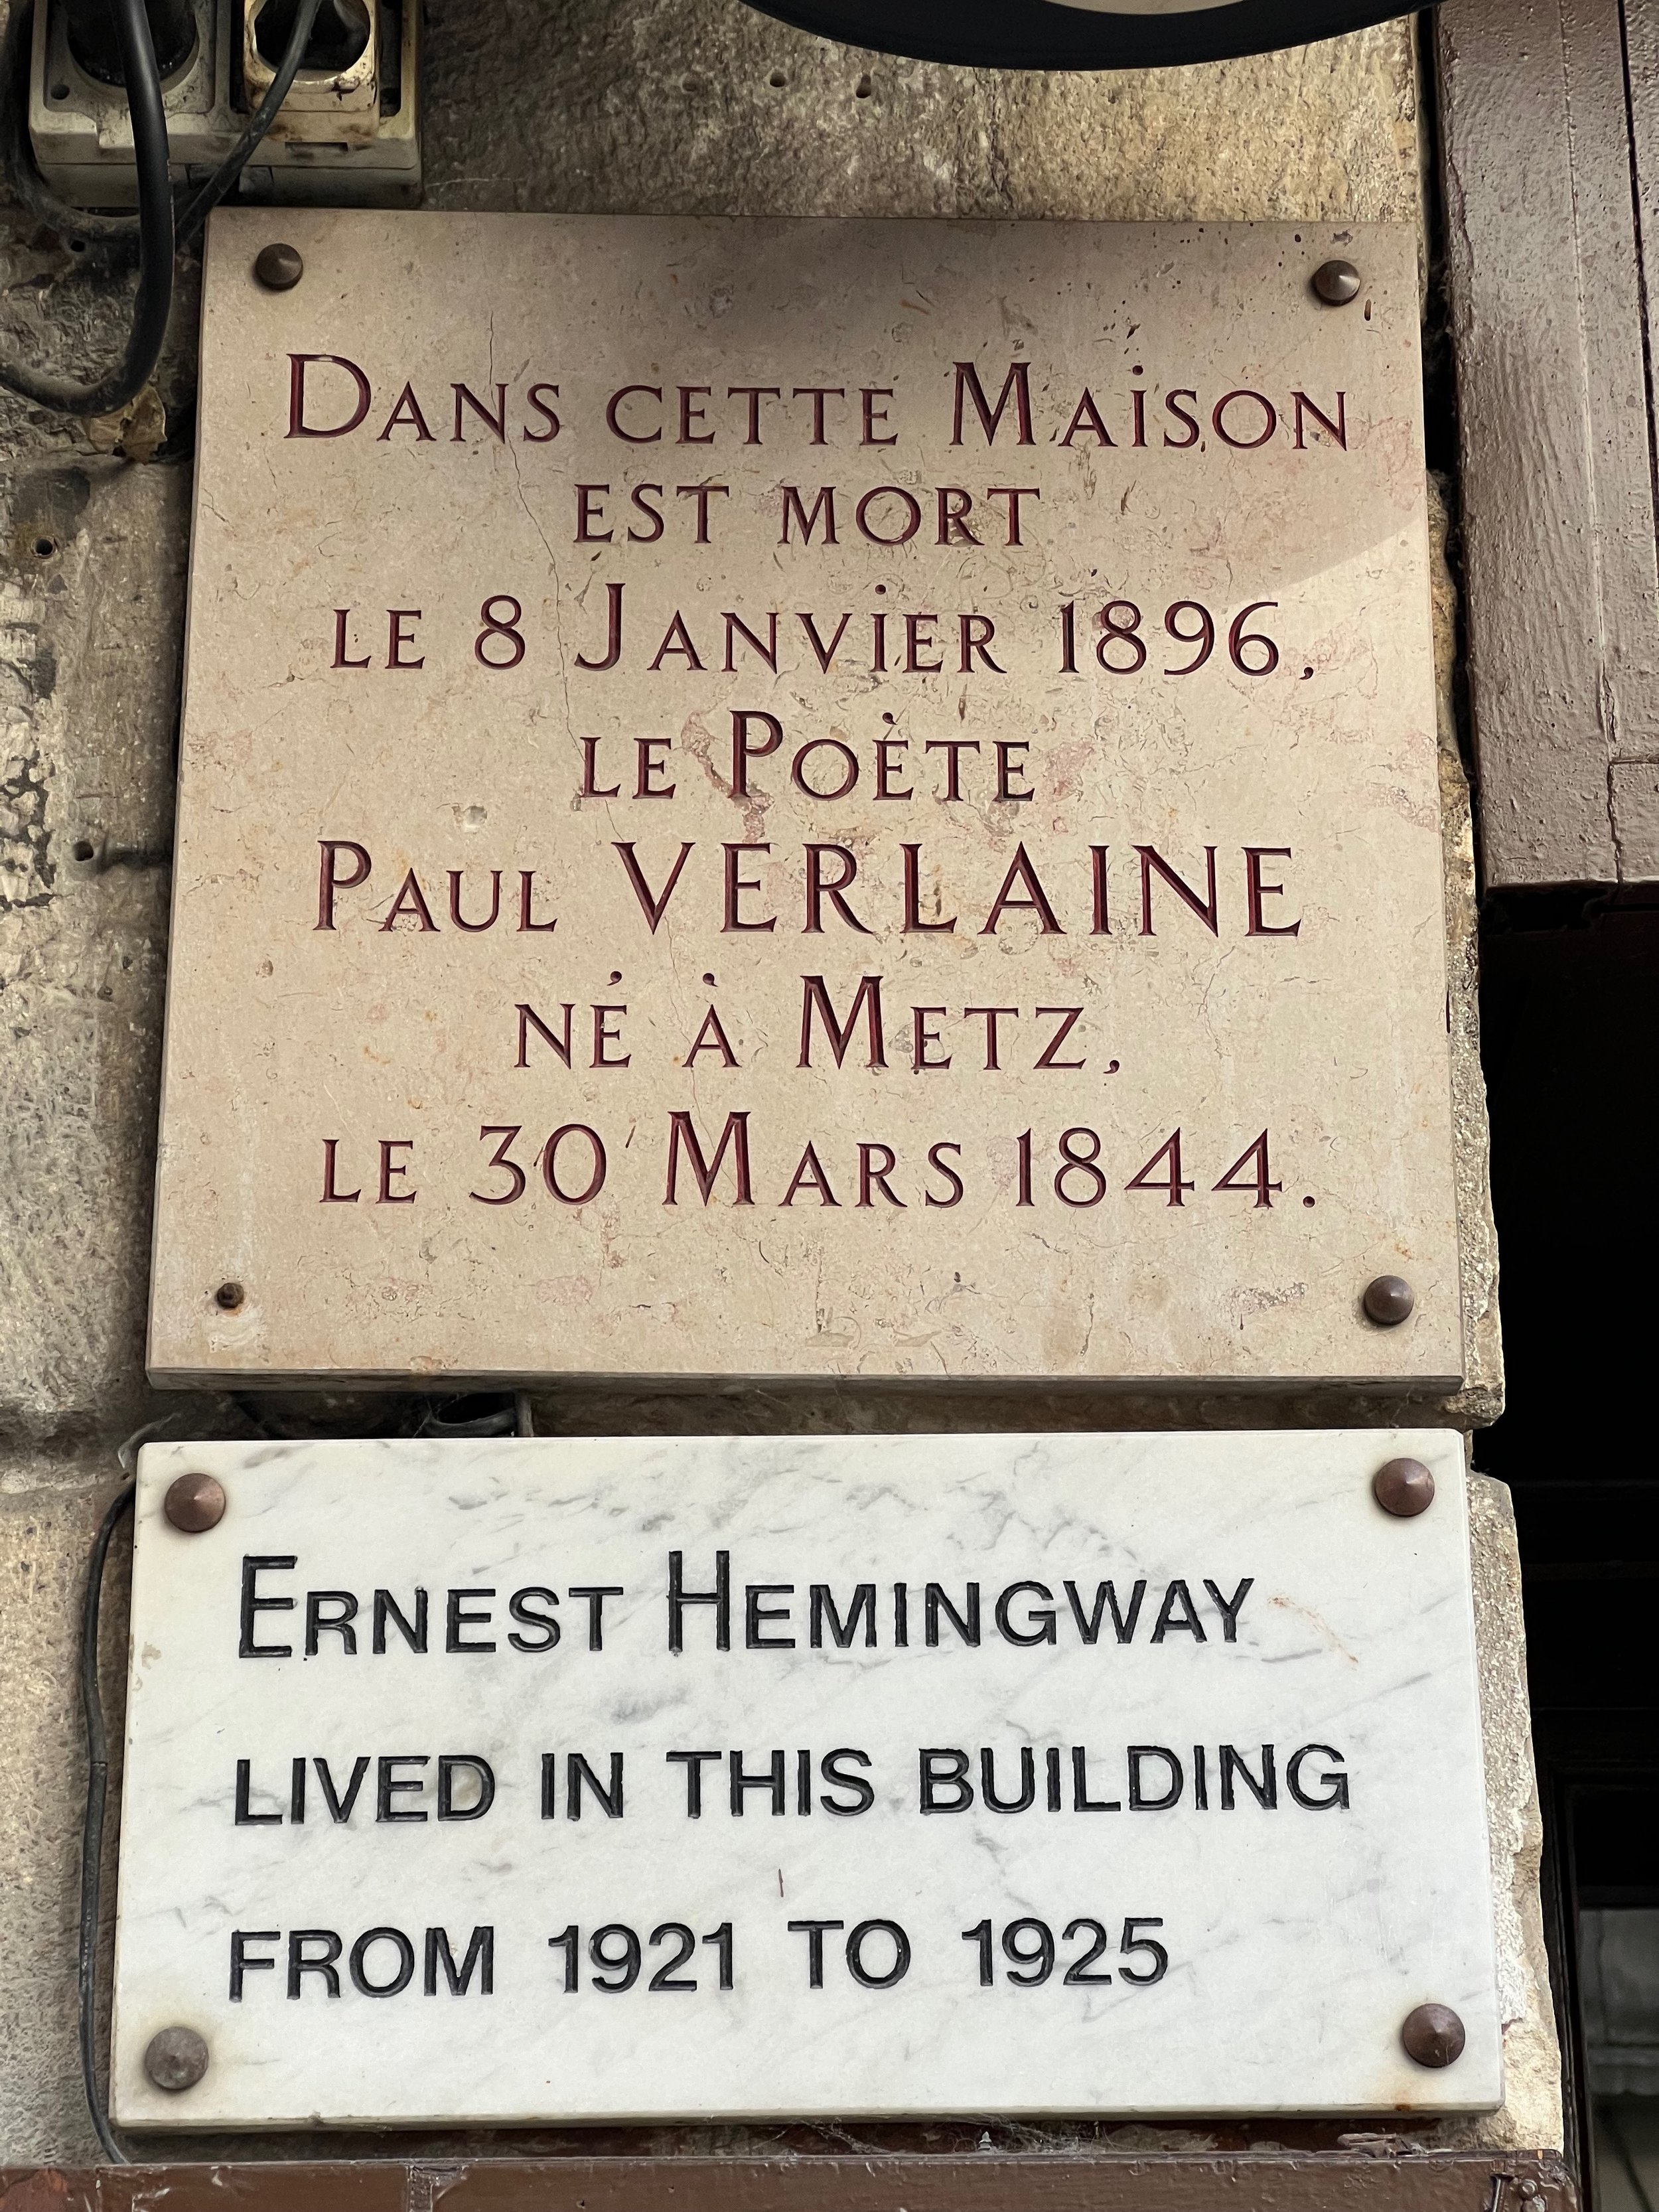 Dans cette Maison
est mort
le 8 Janvier 1896,
le Poète
Paul VERLAINE
né à Metz,
le 30 Mars 1844.
ERNEST HEMINGWAY
LIVED IN THIS BUILDING
FROM 1921 TO 1925